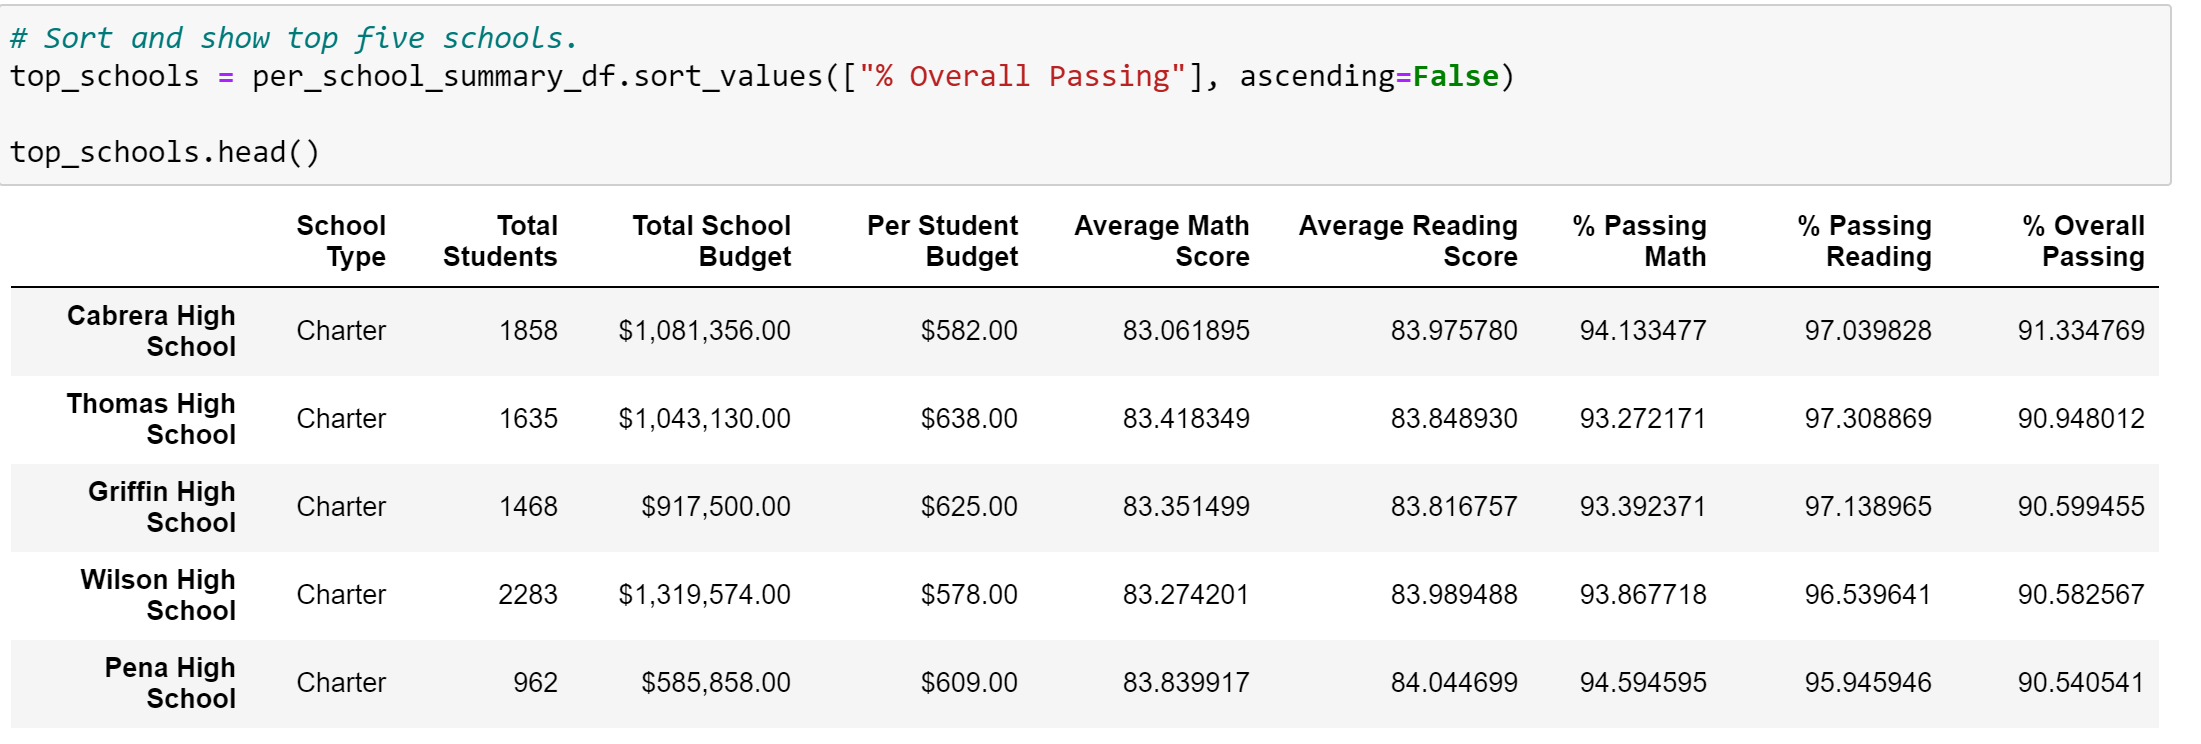 # Sort and show top five schools.
top_schools = per_school_summary_df.sort_values(["% Overall Passing"], ascending=False)
top_schools.head()
School Type Total Students Total School Budget Per Student Budget Average Math Score Average Reading Score % Passing Math % Passing Reading % Overall Passing
Cabrera High School Charter 1858 $1,081,356.00 $582.00 83.061895 83.975780 94.133477 97.039828 91.334769
Thomas High School Charter 1635 $1,043,130.00 $638.00 83.418349 83.848930 93.272171 97.308869 90.948012
Griffin High School Charter 1468 $917,500.00 $625.00 83.351499 83.816757 93.392371 97.138965 90.599455
Wilson High School Charter 2283 $1,319,574.00 $578.00 83.274201 83.989488 93.867718 96.539641 90.582567
Pena High School Charter 962 $585,858.00 $609.00 83.839917 84.044699 94.594595 95.945946 90.540541